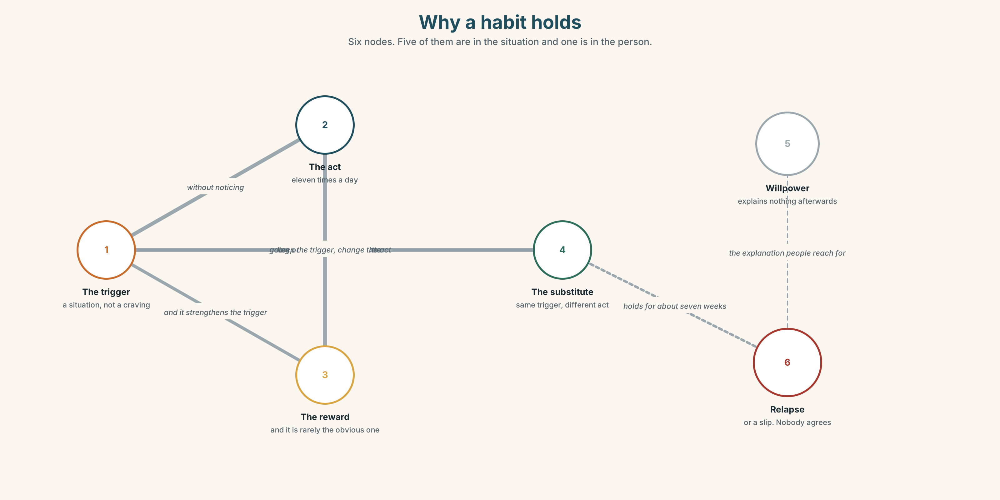 Why a habit holds
Six nodes. Five of them are in the situation and one is in the person.
2
The act
eleven times a day
without noticing
5
Willpower
explains nothing afterwards
1
The trigger
a situation, not a craving
keep the trigger, change the act
4
The substitute
same trigger, different act
the explanation people reach for
holds for about seven weeks
and it strengthens the trigger
3
The reward
and it is rarely the obvious one
6
Relapse
or a slip. Nobody agrees